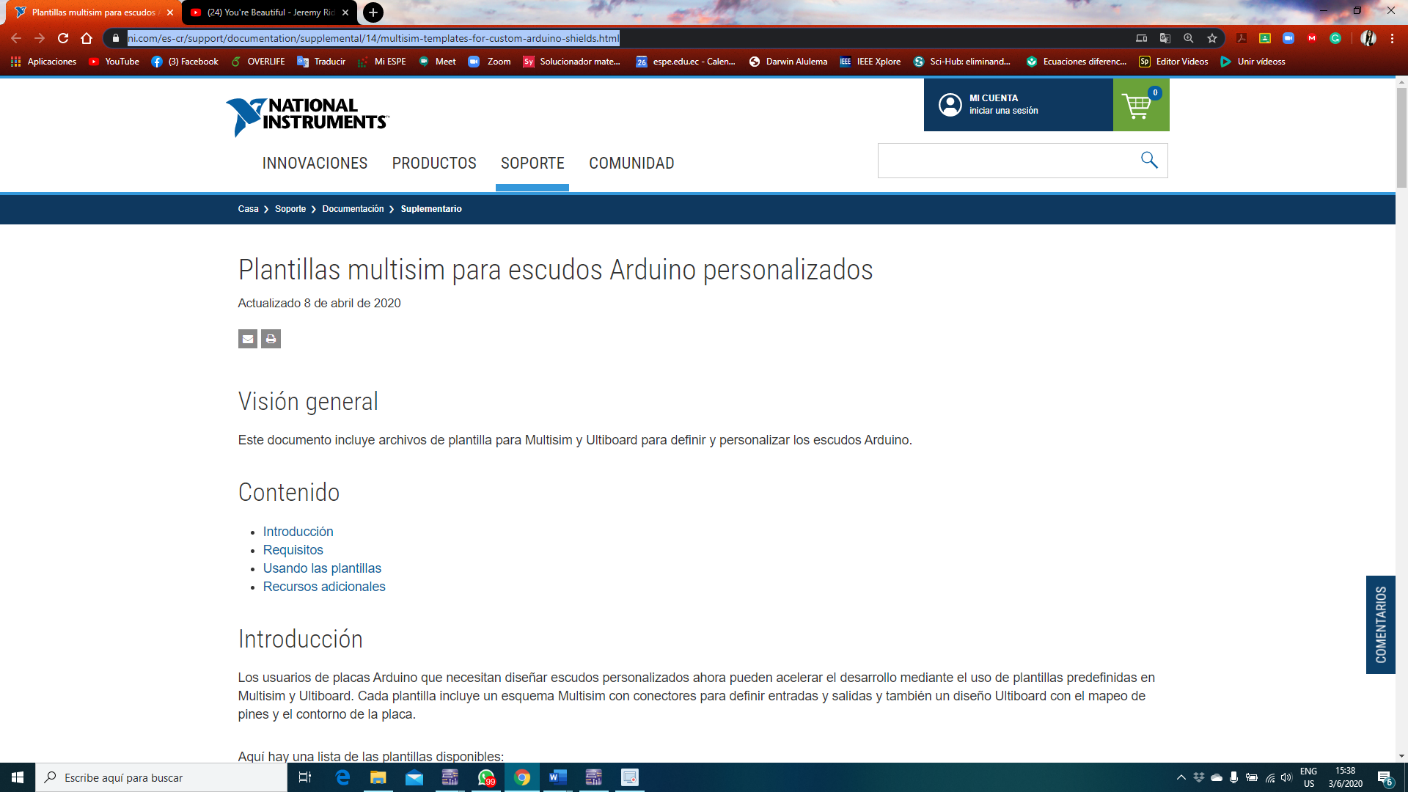 Plantillas multisim para escudos A
(24) You're Beautiful - Jeremy Ric
ni.com/es-cr/support/documentation/supplemental/14/multisim-templates-for-custom-arduino-shields.html
Aplicaciones YouTube (3) Facebook OVERLIFE Traducir Mi ESPE Meet Zoom Sy Solucionador mate... 26 espe.edu.ec - Calen... Darwin Alulema IEEE IEEE Xplore Sci-Hub: eliminand... Ecuaciones diferenc... Sp Editor Videos Unir vídeoss
NATIONAL
INSTRUMENTS
MI CUENTA
iniciar una sesión
0
INNOVACIONES PRODUCTOS SOPORTE COMUNIDAD
Casa > Soporte > Documentación > Suplementario
Plantillas multisim para escudos Arduino personalizados
Actualizado 8 de abril de 2020
Visión general
Este documento incluye archivos de plantilla para Multisim y Ultiboard para definir y personalizar los escudos Arduino.
Contenido
Introducción
Requisitos
Usando las plantillas
Recursos adicionales
COMENTARIOS
Introducción
Los usuarios de placas Arduino que necesitan diseñar escudos personalizados ahora pueden acelerar el desarrollo mediante el uso de plantillas predefinidas en
Multisim y Ultiboard. Cada plantilla incluye un esquema Multisim con conectores para definir entradas y salidas y también un diseño Ultiboard con el mapeo de
pines y el contorno de la placa.
Aquí hay una lista de las plantillas disponibles:
Escribe aquí para buscar
99
ENG
US
15:38
3/6/2020
6